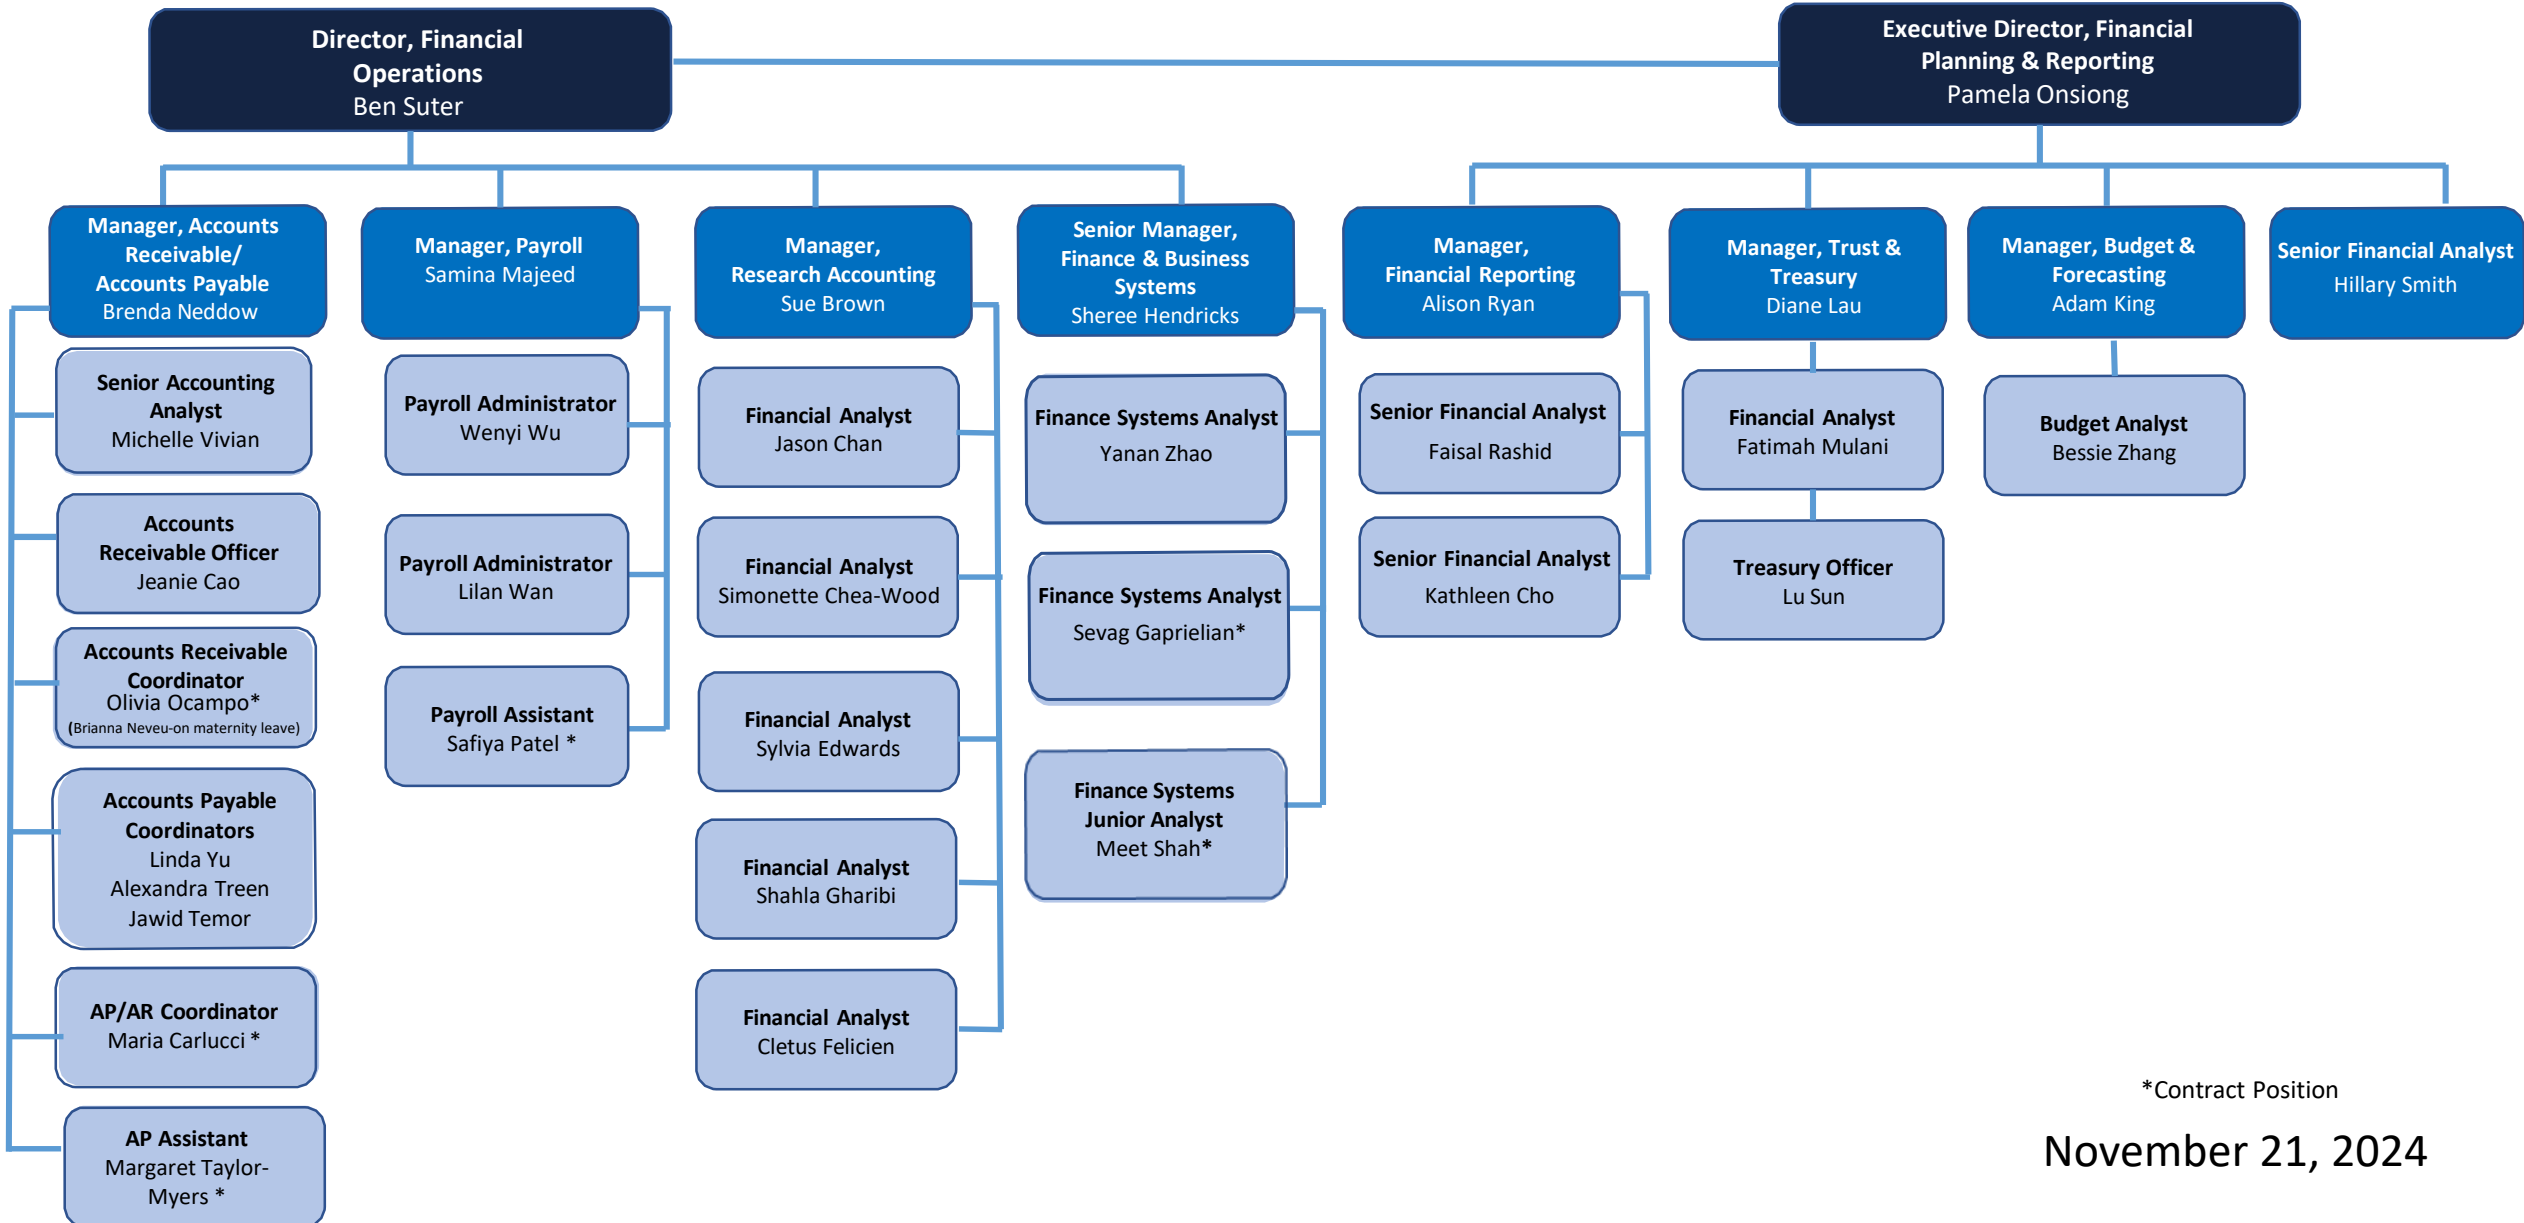 Director, Financial
Operations
Ben Suter
Executive Director, Financial
Planning & Reporting
Pamela Onsiong
Manager, Accounts
Receivable/
Accounts Payable
Brenda Neddow
Manager, Payroll
Samina Majeed
Manager,
Research Accounting
Sue Brown
Senior Manager,
Finance & Business
Systems
Sheree Hendricks
Manager,
Financial Reporting
Alison Ryan
Manager, Trust &
Treasury
Diane Lau
Manager, Budget &
Forecasting
Adam King
Senior Financial Analyst
Hillary Smith
Senior Accounting
Analyst
Michelle Vivian
Accounts
Receivable Officer
Jeanie Cao
Accounts Receivable
Coordinator
Olivia Ocampo*
(Brianna Neveu-on maternity leave)
Accounts Payable
Coordinators
Linda Yu
Alexandra Treen
Jawid Temor
AP/AR Coordinator
Maria Carlucci *
AP Assistant
Margaret Taylor-
Myers *
Payroll Administrator
Wenyi Wu
Payroll Administrator
Lilan Wan
Payroll Assistant
Safiya Patel *
Financial Analyst
Jason Chan
Financial Analyst
Simonette Chea-Wood
Financial Analyst
Sylvia Edwards
Financial Analyst
Shahla Gharibi
Financial Analyst
Cletus Felicien
Finance Systems Analyst
Yanan Zhao
Finance Systems Analyst
Sevag Gaprielian*
Finance Systems
Junior Analyst
Meet Shah*
Senior Financial Analyst
Faisal Rashid
Senior Financial Analyst
Kathleen Cho
Financial Analyst
Fatimah Mulani
Treasury Officer
Lu Sun
Budget Analyst
Bessie Zhang
*Contract Position
November 21, 2024